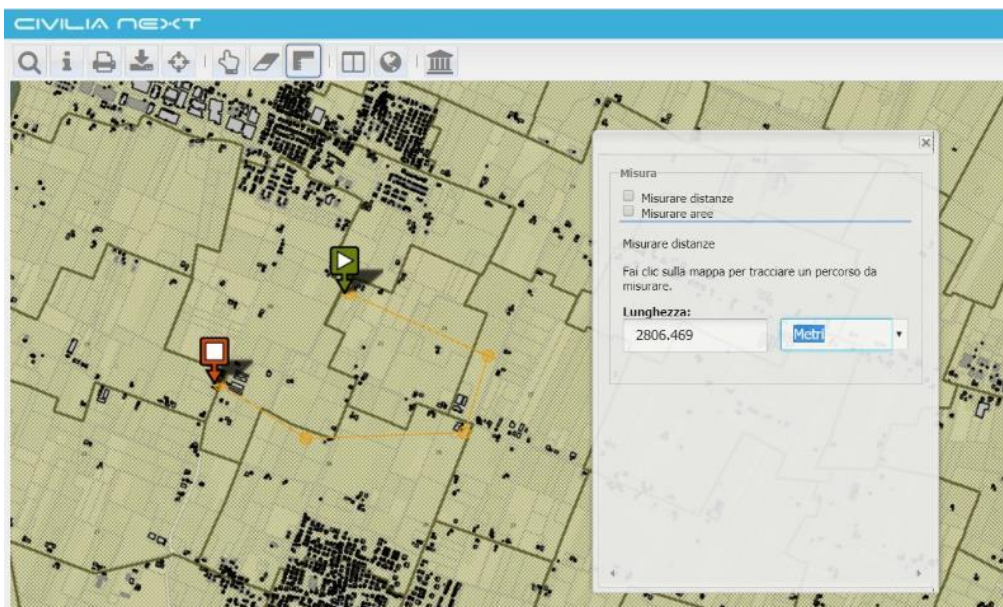 CIVILIA NEXT
Misura
Misurare distanze
Misurare aree
Misurare distanze
Fai clic sulla mappa per tracciare un percorso da
misurare.
Lunghezza:
2806.469 Metri